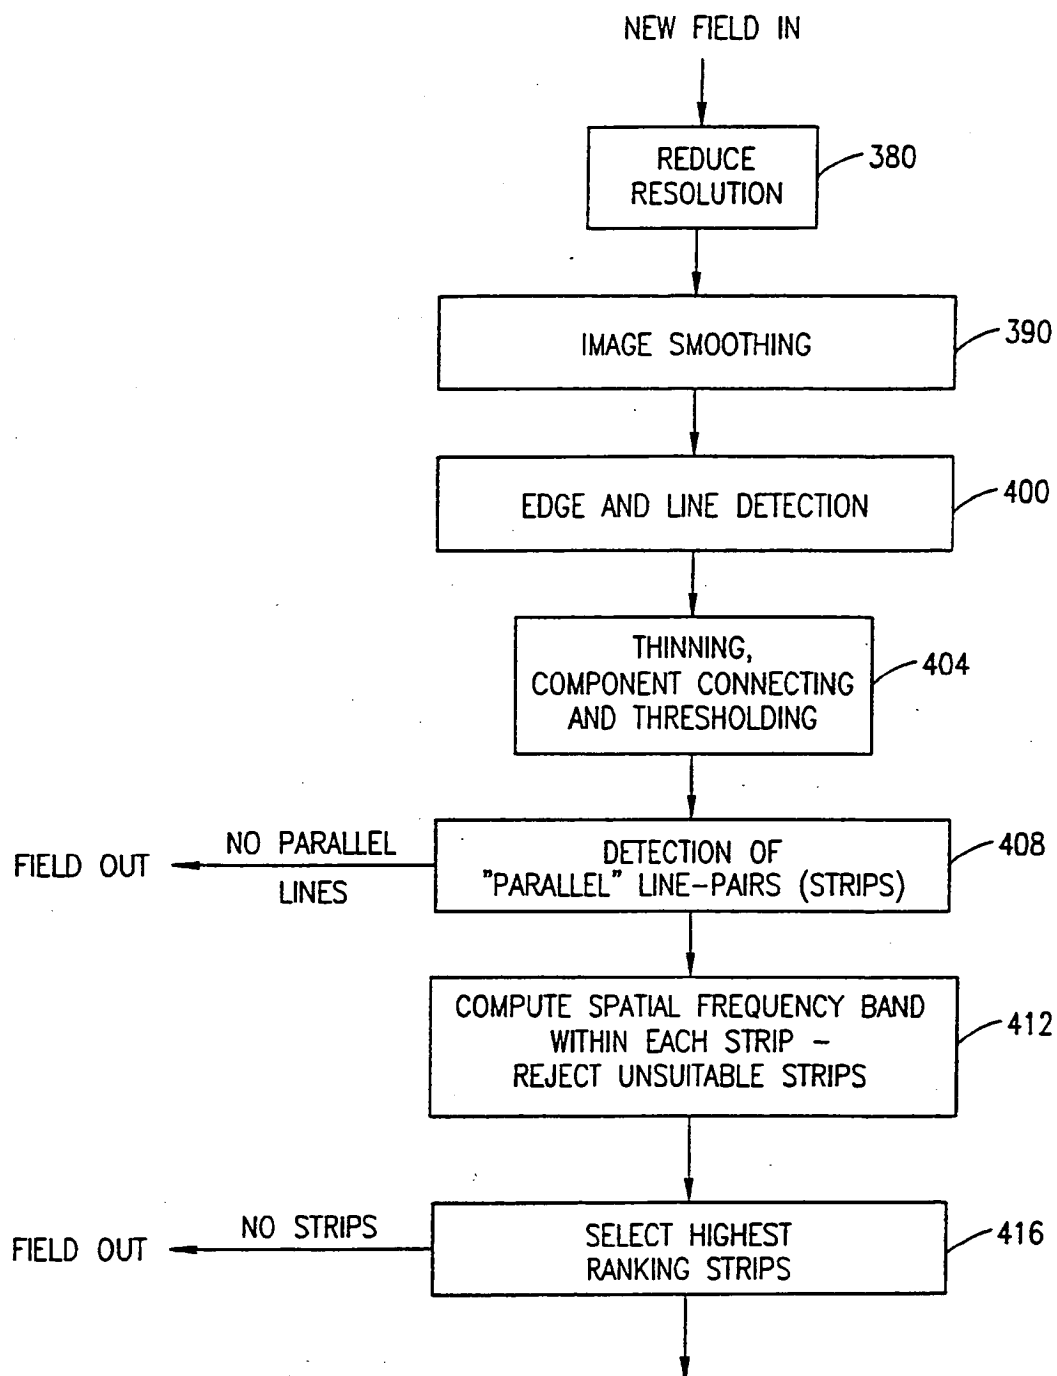 NEW FIELD IN
REDUCE
RESOLUTION
380
IMAGE SMOOTHING
390
EDGE AND LINE DETECTION
400
THINNING,
COMPONENT CONNECTING
AND THRESHOLDING
404
FIELD OUT
NO PARALLEL
LINES
DETECTION OF
"PARALLEL" LINE-PAIRS (STRIPS)
408
COMPUTE SPATIAL FREQUENCY BAND
WITHIN EACH STRIP –
REJECT UNSUITABLE STRIPS
412
FIELD OUT
NO STRIPS
SELECT HIGHEST
RANKING STRIPS
416